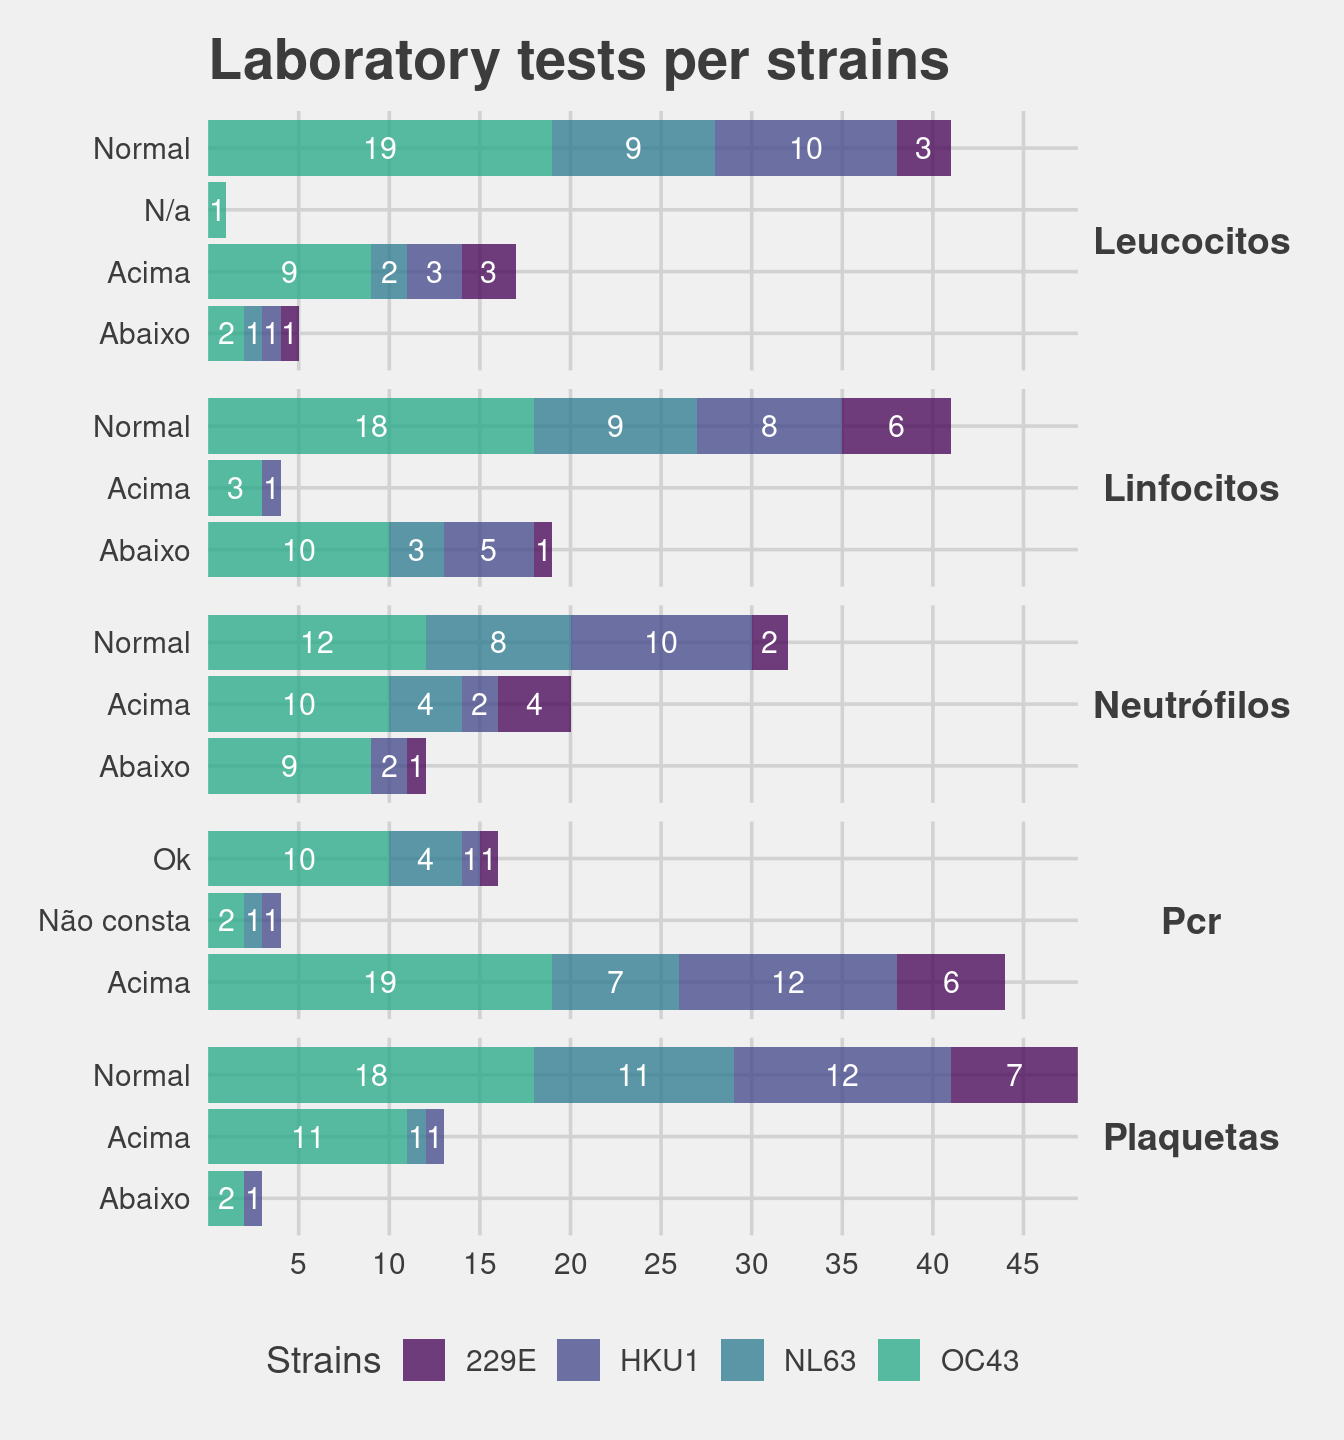 Laboratory tests per strains
Normal 19 9 10 3
N/a 1
Leucocitos
Acima 9 2 3 3
Abaixo 2 1 1 1
Normal 18 9 8 6
Acima 3 1
Linfocitos
Abaixo 10 3 5 1
Normal 12 8 10 2
Acima 10 4 2 4
Neutrófilos
Abaixo 9 2 1
Ok 10 4 1 1
Não consta 2 1 1
Pcr
Acima 19 7 12 6
Normal 18 11 12 7
Acima 11 1 1
Plaquetas
Abaixo 2 1
5 10 15 20 25 30 35 40 45
Strains 229E HKU1 NL63 OC43